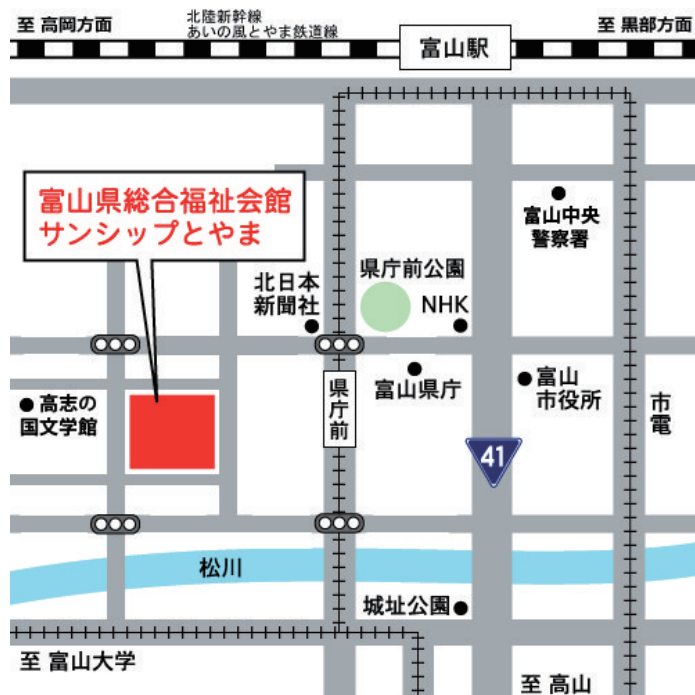 至 高岡方面
北陸新幹線
あいの風とやま鉄道線
至 黒部方面
富山駅
富山県総合福祉会館
サンシップとやま
富山中央
警察署
北日本
新聞社
県庁前公園
NHK
富山県庁
富山
市役所
高志の
国文学館
県庁前
市電
41
松川
城址公園
至 富山大学
至 高山